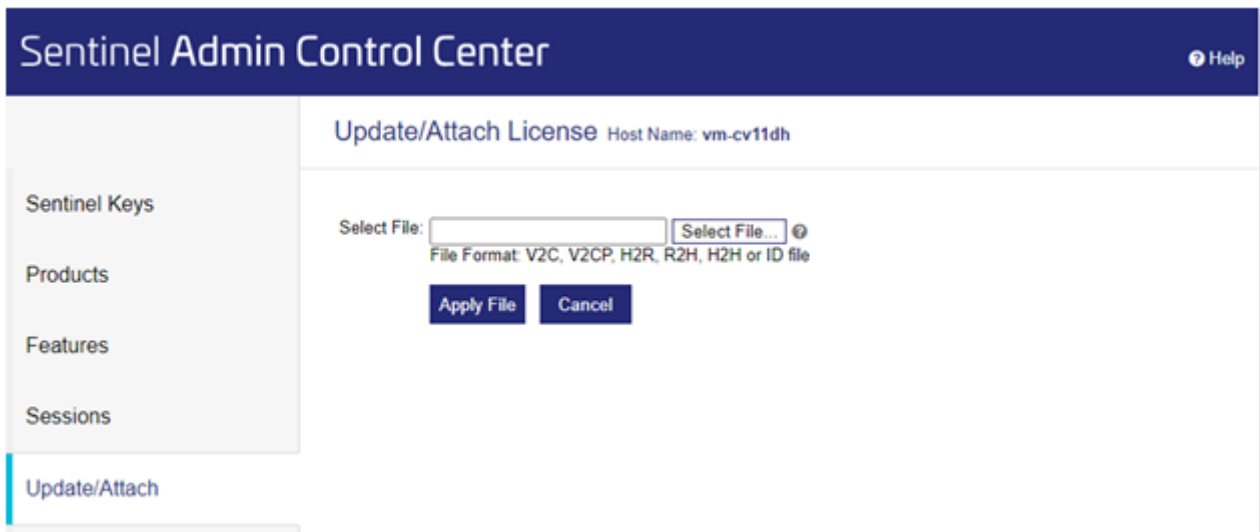 Sentinel Admin Control Center
Help
Update/Attach License Host Name: vm-cv11dh
Sentinel Keys
Products
Features
Sessions
Update/Attach
Select File: Select File...
File Format: V2C, V2CP, H2R, R2H, H2H or ID file
Apply File Cancel